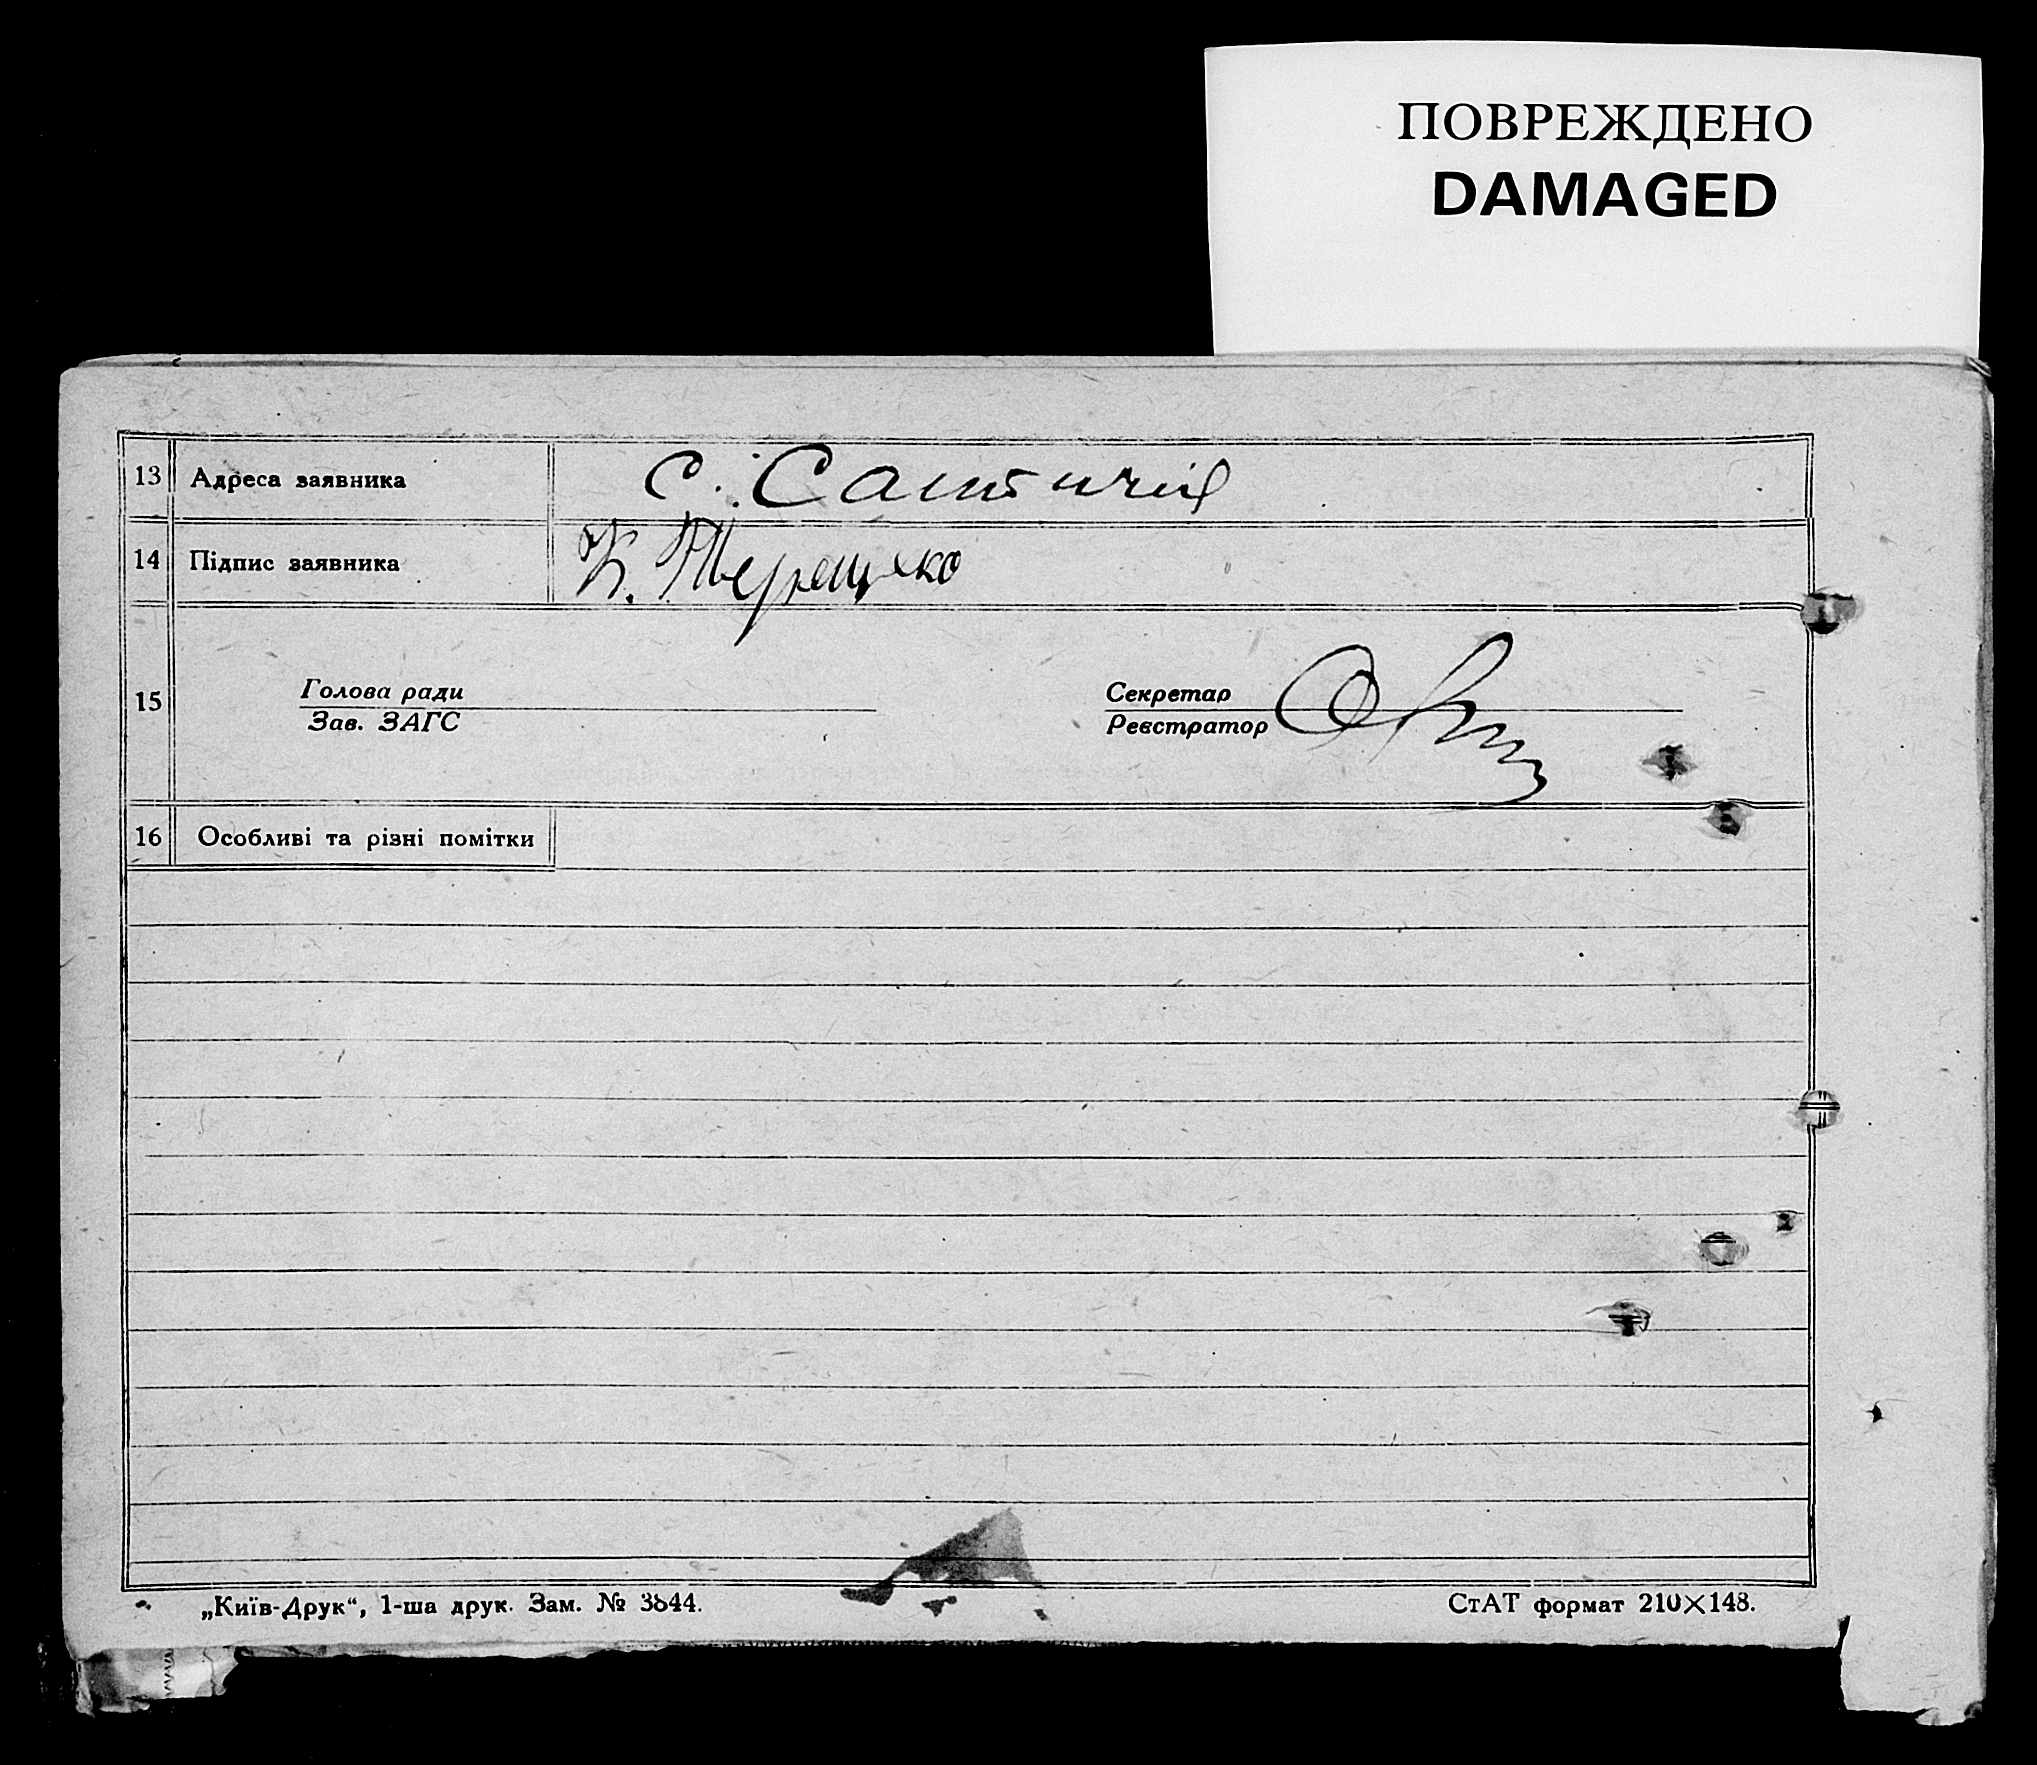 ПОВРЕЖДЕНО
DAMAGED
13 Адреса заявника с.
14 Підпис заявника К. Терещенко
Голова ради Секретар
15
Зав. ЗАГС Реєстратор
16 Особливі та різні помітки
„Київ-Друк“, 1-ша друк. Зам. № 3844. СтАТ формат 210×148.